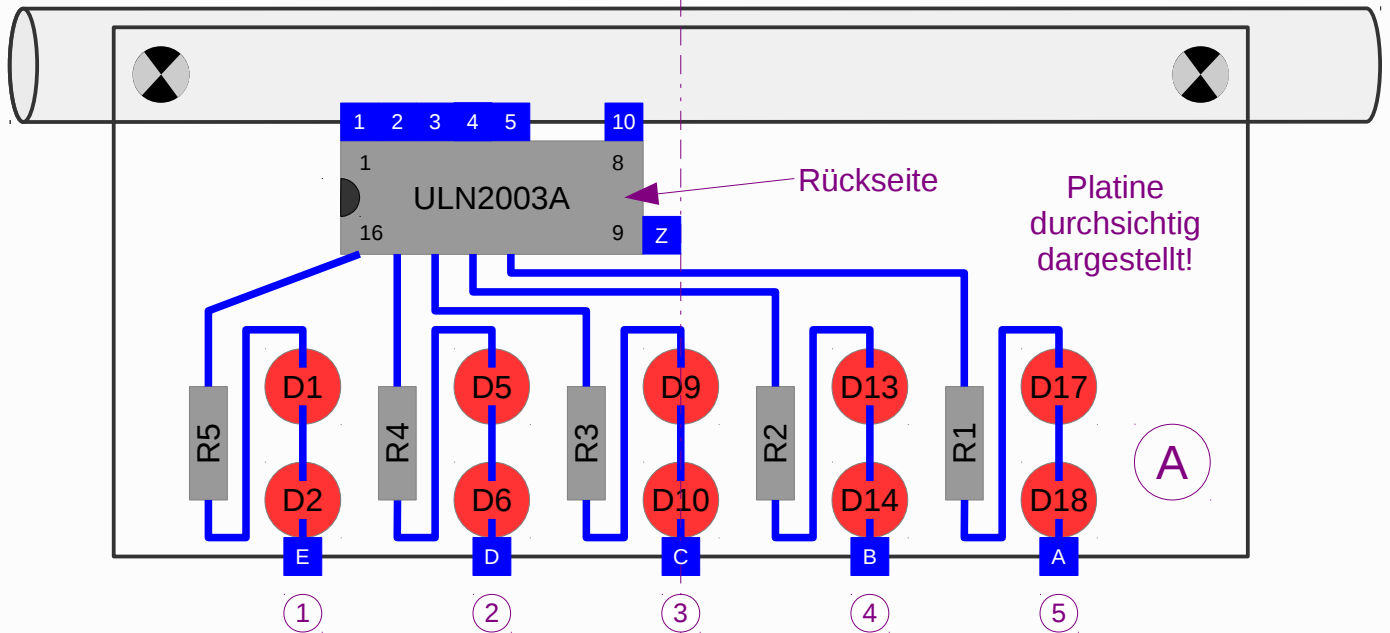 1 2 3 4 5 10
1 8
ULN2003A
Rückseite
Platine
durchsichtig
dargestellt!
16 9
Z
D1 D5 D9 D13 D17
R5 R4 R3 R2 R1
A
D2 D6 D10 D14 D18
E D C B A
1 2 3 4 5